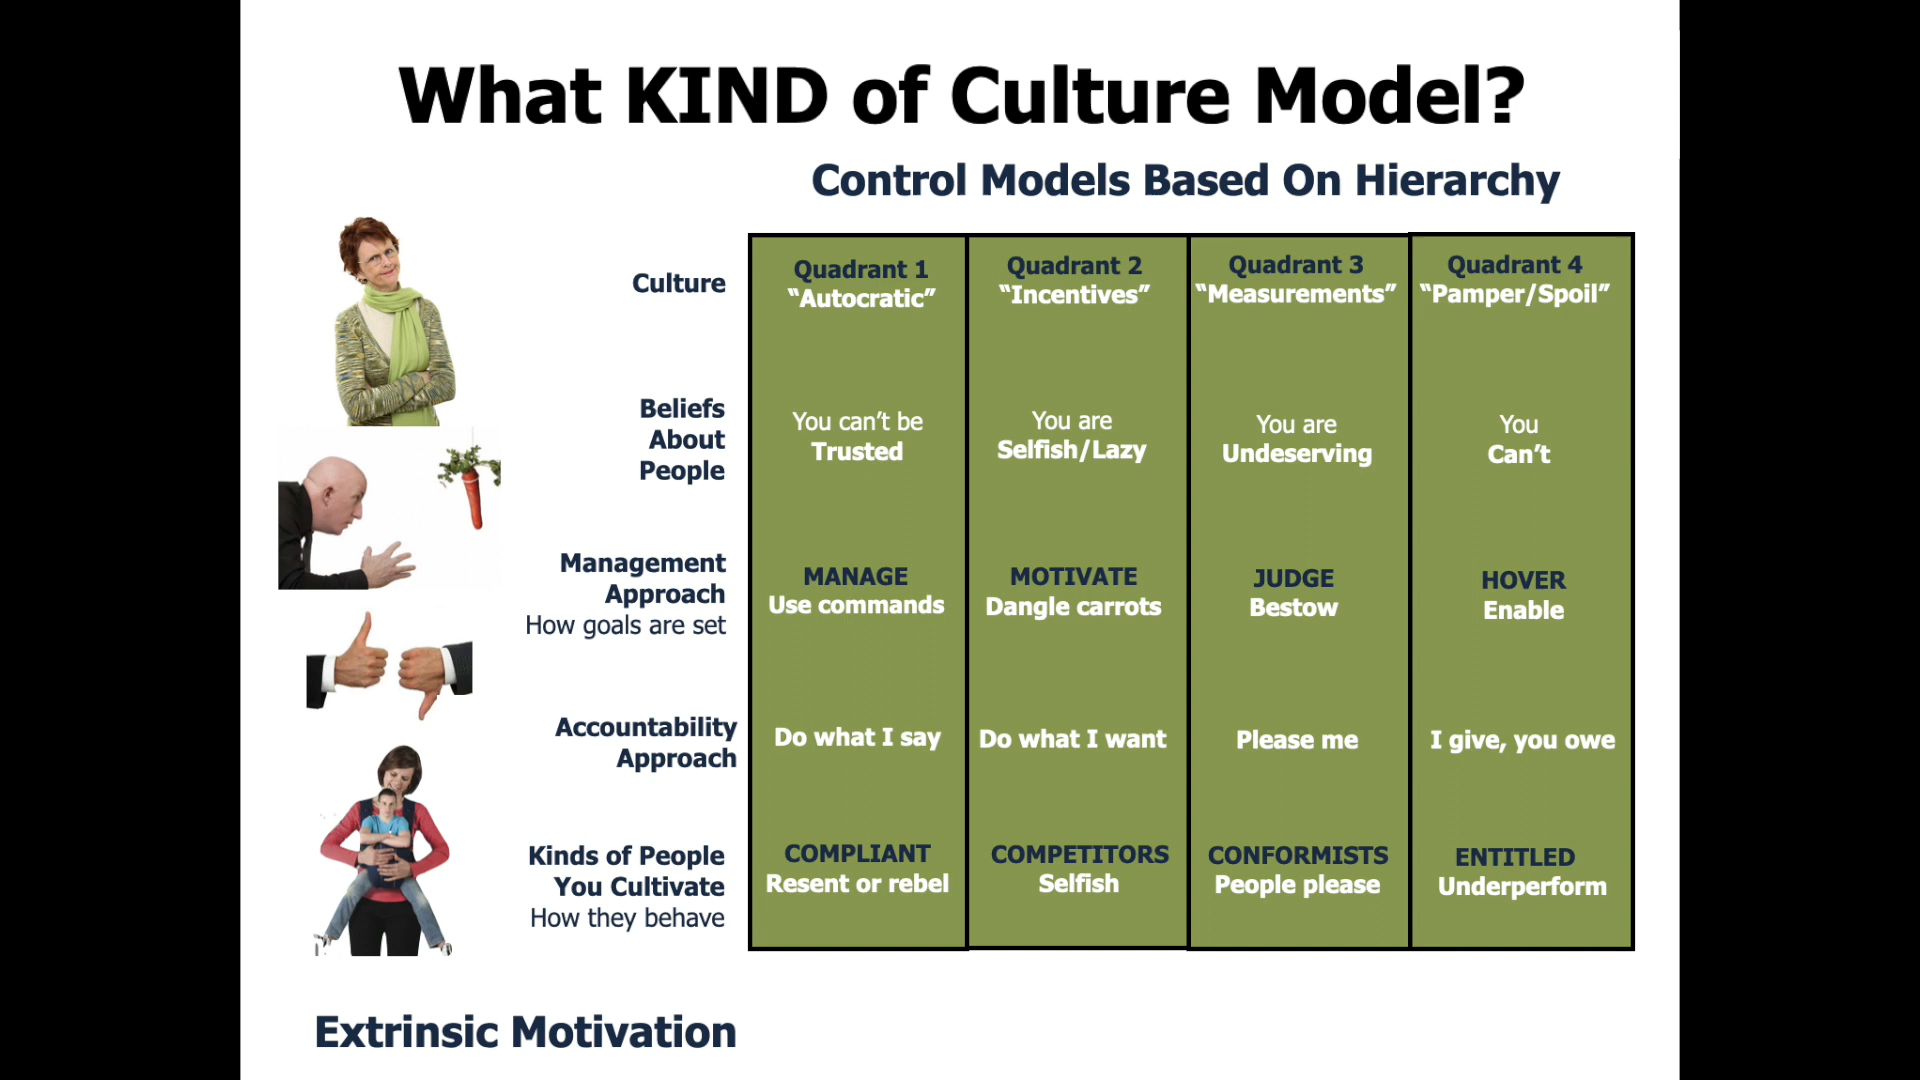 What KIND of Culture Model?
Control Models Based On Hierarchy
Culture
Quadrant 1
“Autocratic”
Quadrant 2
“Incentives”
Quadrant 3
“Measurements”
Quadrant 4
“Pamper/Spoil”
Beliefs
About
People
You can’t be
Trusted
You are
Selfish/Lazy
You are
Undeserving
You
Can’t
Management
Approach
How goals are set
MANAGE
Use commands
MOTIVATE
Dangle carrots
JUDGE
Bestow
HOVER
Enable
Accountability
Approach
Do what I say
Do what I want
Please me
I give, you owe
Kinds of People
You Cultivate
How they behave
COMPLIANT
Resent or rebel
COMPETITORS
Selfish
CONFORMISTS
People please
ENTITLED
Underperform
Extrinsic Motivation